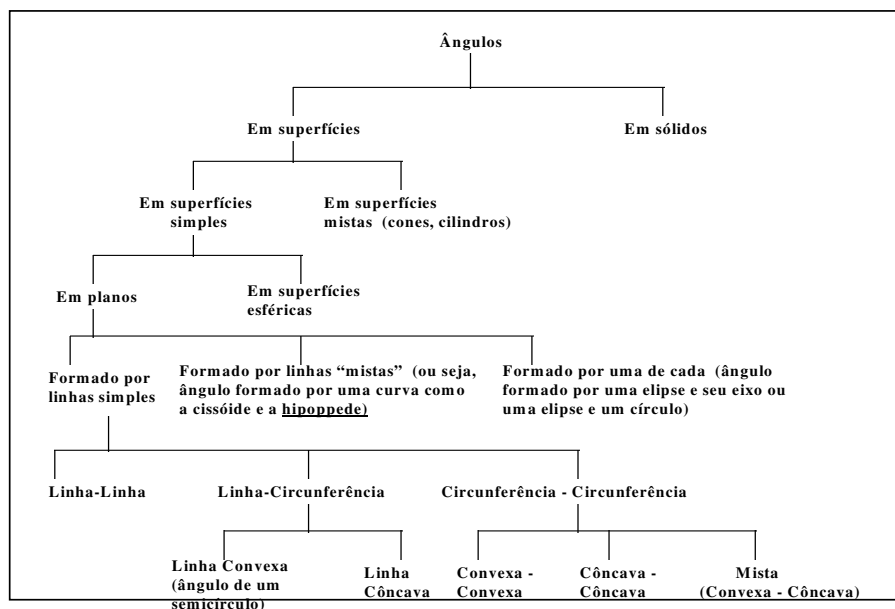 Ângulos
Em superfícies
Em sólidos
Em superfícies
simples
Em superfícies
mistas (cones, cilindros)
Em planos
Em superfícies
esféricas
Formado por
linhas simples
Formado por linhas “mistas” (ou seja,
ângulo formado por uma curva como
a cissóide e a hipoppede)
Formado por uma de cada (ângulo
formado por uma elipse e seu eixo ou
uma elipse e um círculo)
Linha-Linha
Linha-Circunferência
Circunferência - Circunferência
Linha Convexa
(ângulo de um
semicírculo)
Linha
Côncava
Convexa -
Convexa
Côncava -
Côncava
Mista
(Convexa - Côncava)